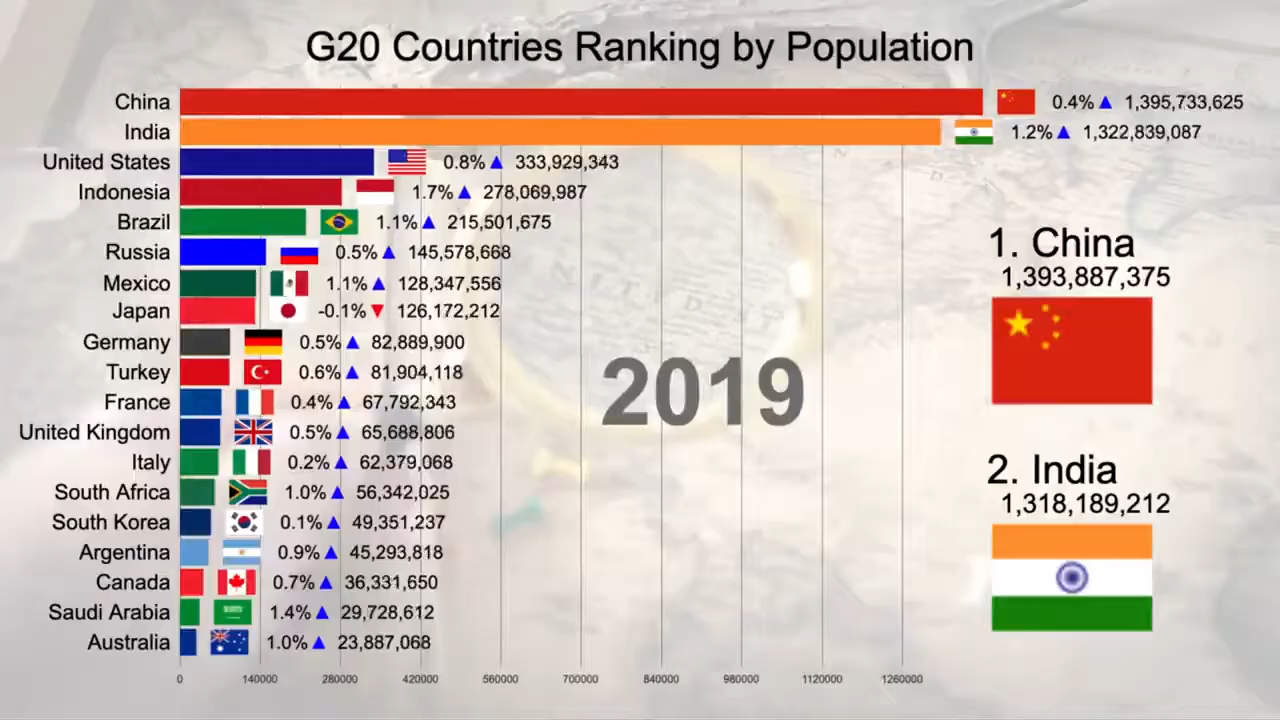 G20 Countries Ranking by Population
China 0.4% ▲ 1,395,733,625
India 1.2% ▲ 1,322,839,087
United States 0.8% ▲ 333,929,343
Indonesia 1.7% ▲ 278,069,987
Brazil 1.1% ▲ 215,501,675
Russia 0.5% ▲ 145,578,668
Mexico 1.1% ▲ 128,347,556
Japan -0.1% ▼ 126,172,212
Germany 0.5% ▲ 82,889,900
Turkey 0.6% ▲ 81,904,118
France 0.4% ▲ 67,792,343
United Kingdom 0.5% ▲ 65,688,806
Italy 0.2% ▲ 62,379,068
South Africa 1.0% ▲ 56,342,025
South Korea 0.1% ▲ 49,351,237
Argentina 0.9% ▲ 45,293,818
Canada 0.7% ▲ 36,331,650
Saudi Arabia 1.4% ▲ 29,728,612
Australia 1.0% ▲ 23,887,068
0 140000 280000 420000 560000 700000 840000 980000 1120000 1260000
2019
1. China
1,393,887,375
2. India
1,318,189,212